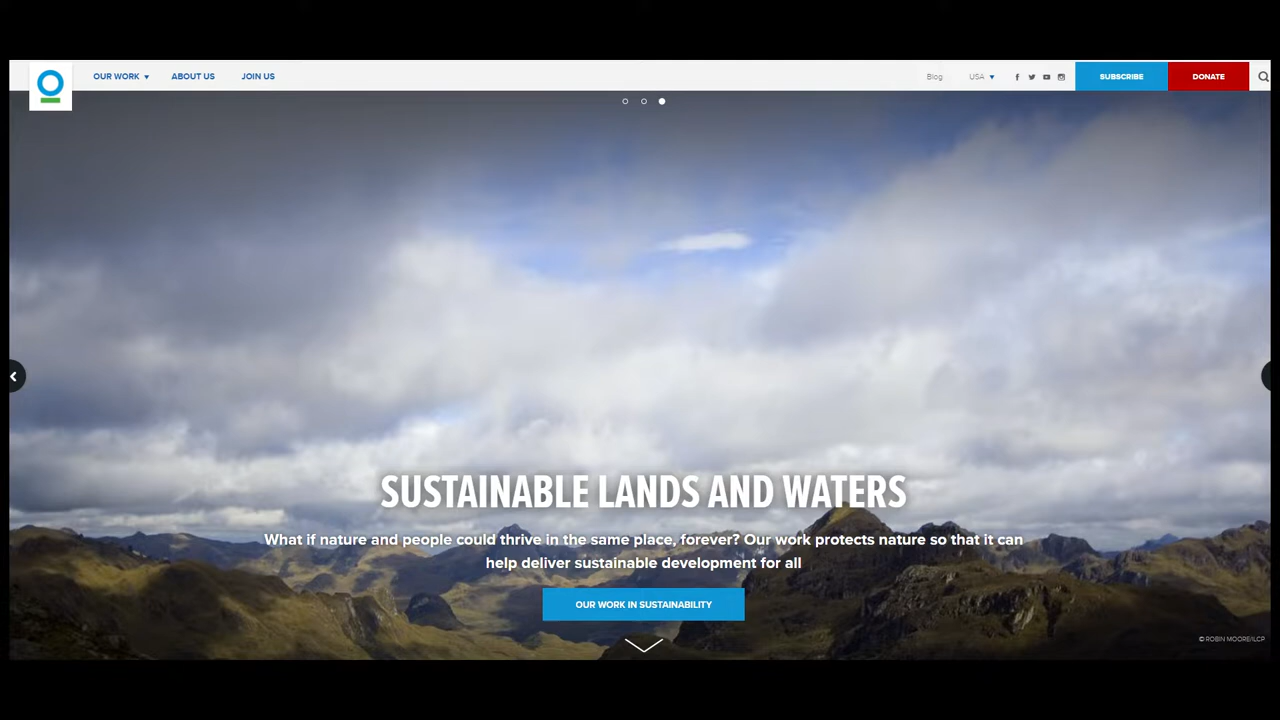 OUR WORK ABOUT US JOIN US Blog USA SUBSCRIBE DONATE
SUSTAINABLE LANDS AND WATERS
What if nature and people could thrive in the same place, forever? Our work protects nature so that it can
help deliver sustainable development for all
OUR WORK IN SUSTAINABILITY
© ROBIN MOORE/ILCP